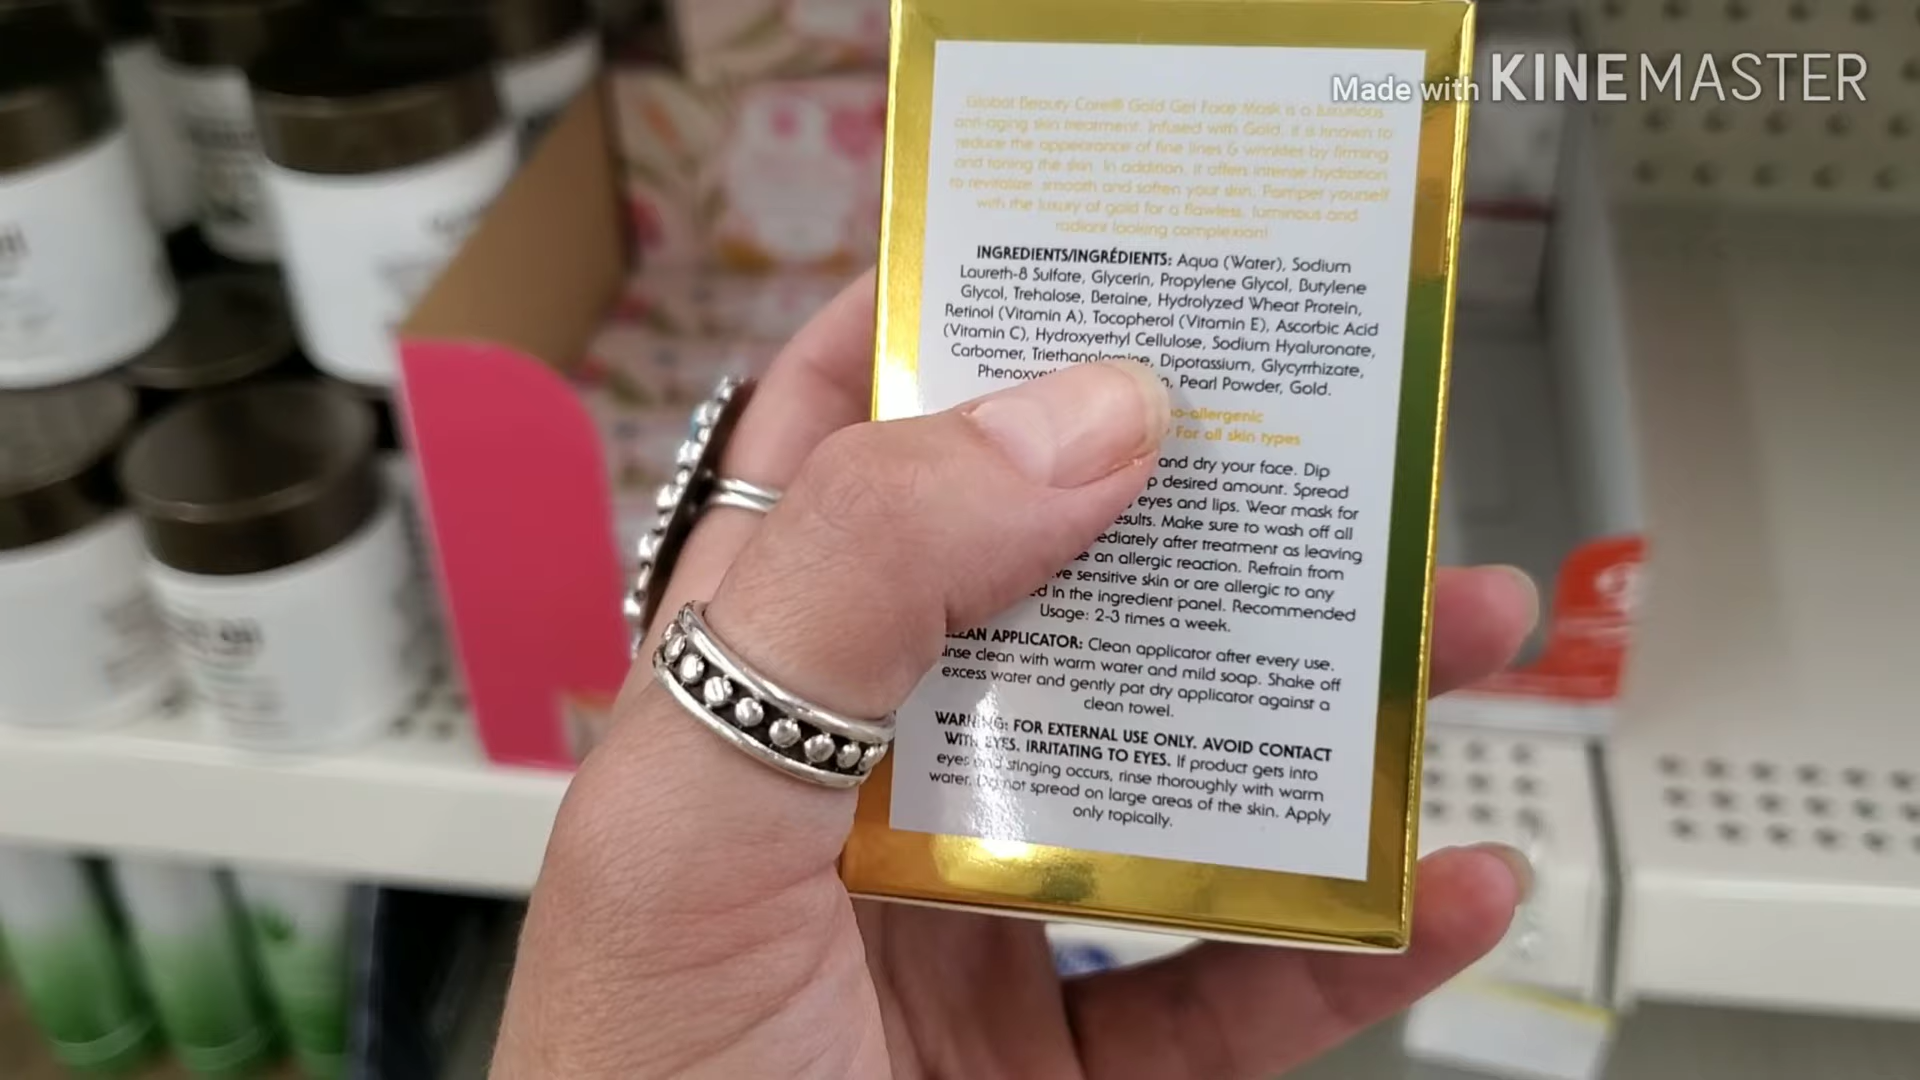 Made with KINEMASTER
Global Beauty Care® Gold Gel Face Mask is a luxurious
anti-aging skin treatment. Infused with Gold, it is known to
reduce the appearance of fine lines & wrinkles by firming
and toning the skin. In addition, it offers intense hydration
to revitalize, smooth and soften your skin. Pamper yourself
with the luxury of gold for a flawless, luminous and
radiant looking complexion!
INGREDIENTS/INGRÉDIENTS: Aqua (Water), Sodium
Laureth-8 Sulfate, Glycerin, Propylene Glycol, Butylene
Glycol, Trehalose, Betaine, Hydrolyzed Wheat Protein,
Retinol (Vitamin A), Tocopherol (Vitamin E), Ascorbic Acid
(Vitamin C), Hydroxyethyl Cellulose, Sodium Hyaluronate,
Carbomer, Triethanolamine, Dipotassium, Glycyrrhizate,
Pearl Powder, Gold.
o-allergenic
For all skin types
and dry your face. Dip
p desired amount. Spread
eyes and lips. Wear mask for
esults. Make sure to wash off all
ediately after treatment as leaving
e an allergic reaction. Refrain from
ve sensitive skin or are allergic to any
ed in the ingredient panel. Recommended
Usage: 2-3 times a week.
CLEAN APPLICATOR: Clean applicator after every use.
Rinse clean with warm water and mild soap. Shake off
excess water and gently pat dry applicator against a
clean towel.
WARNING: FOR EXTERNAL USE ONLY. AVOID CONTACT
WITH EYES. IRRITATING TO EYES. If product gets into
eyes and stinging occurs, rinse thoroughly with warm
water. Do not spread on large areas of the skin. Apply
only topically.